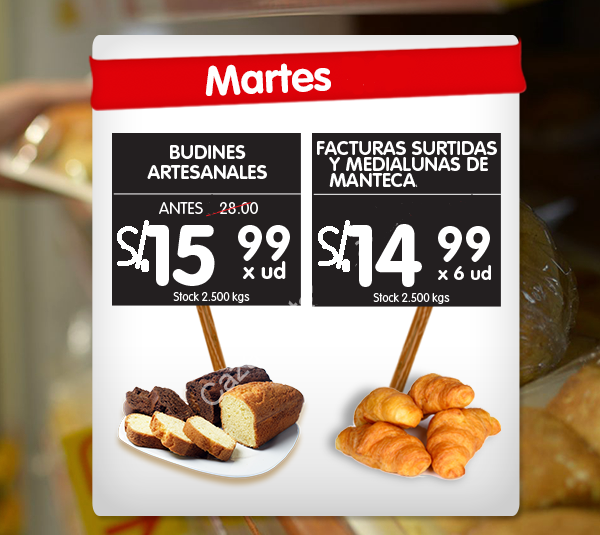 Martes
BUDINES
ARTESANALES
ANTES 28.00
S/.15 99
x ud
Stock 2.500 kgs
FACTURAS SURTIDAS
Y MEDIALUNAS DE
MANTECA.
S/.14 99
x 6 ud
Stock 2.500 kgs